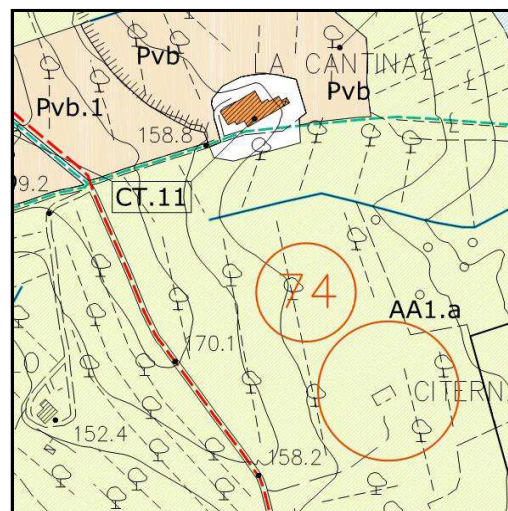 Pvb
LA CANTINA
Pvb
Pvb.1
158.8
9.2
CT.11
74
AA1.a
170.1
CITERN
152.4
158.2